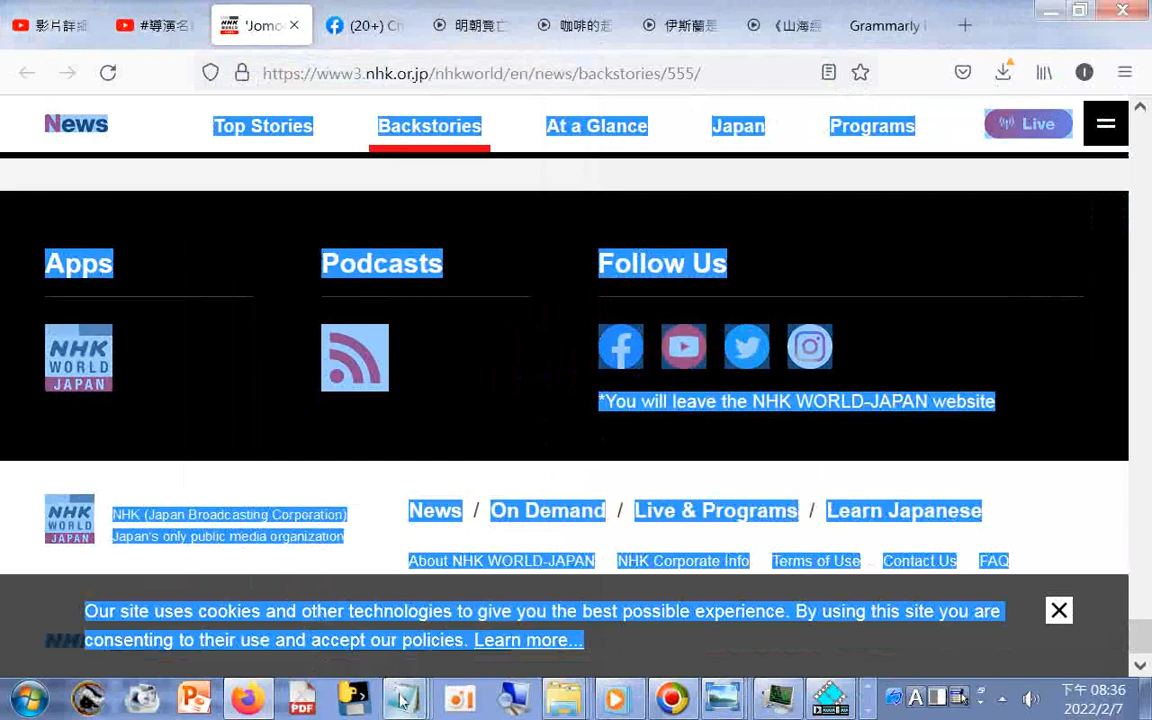 影片詳細
#導演名
'Jomo
(20+) Ch
明朝竟亡
咖啡的起
伊斯蘭是
《山海經
Grammarly
https://www3.nhk.or.jp/nhkworld/en/news/backstories/555/
News
Top Stories
Backstories
At a Glance
Japan
Programs
Live
Apps
Podcasts
Follow Us
NHK
WORLD
JAPAN
*You will leave the NHK WORLD-JAPAN website
NHK
WORLD
JAPAN
NHK (Japan Broadcasting Corporation)
Japan's only public media organization
News / On Demand / Live & Programs / Learn Japanese
About NHK WORLD-JAPAN
NHK Corporate Info
Terms of Use
Contact Us
FAQ
Our site uses cookies and other technologies to give you the best possible experience. By using this site you are
consenting to their use and accept our policies. Learn more...
NHK
PDF
A
下午 08:36
2022/2/7